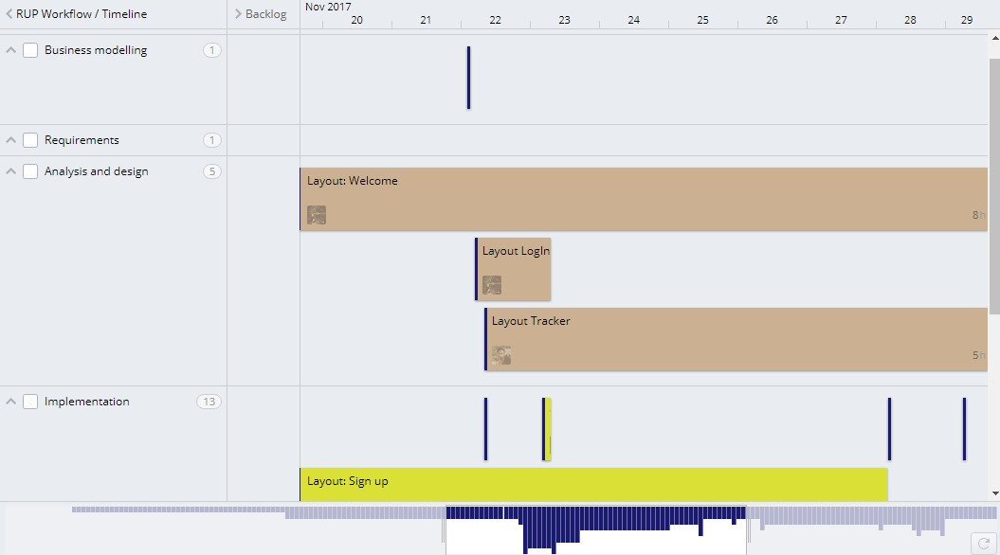 RUP Workflow / Timeline
Backlog
Nov 2017
20 21 22 23 24 25 26 27 28 29
Business modelling 1
Requirements 1
Analysis and design 5
Layout: Welcome
8h
Layout LogIn
Layout Tracker
5h
Implementation 13
Layout: Sign up